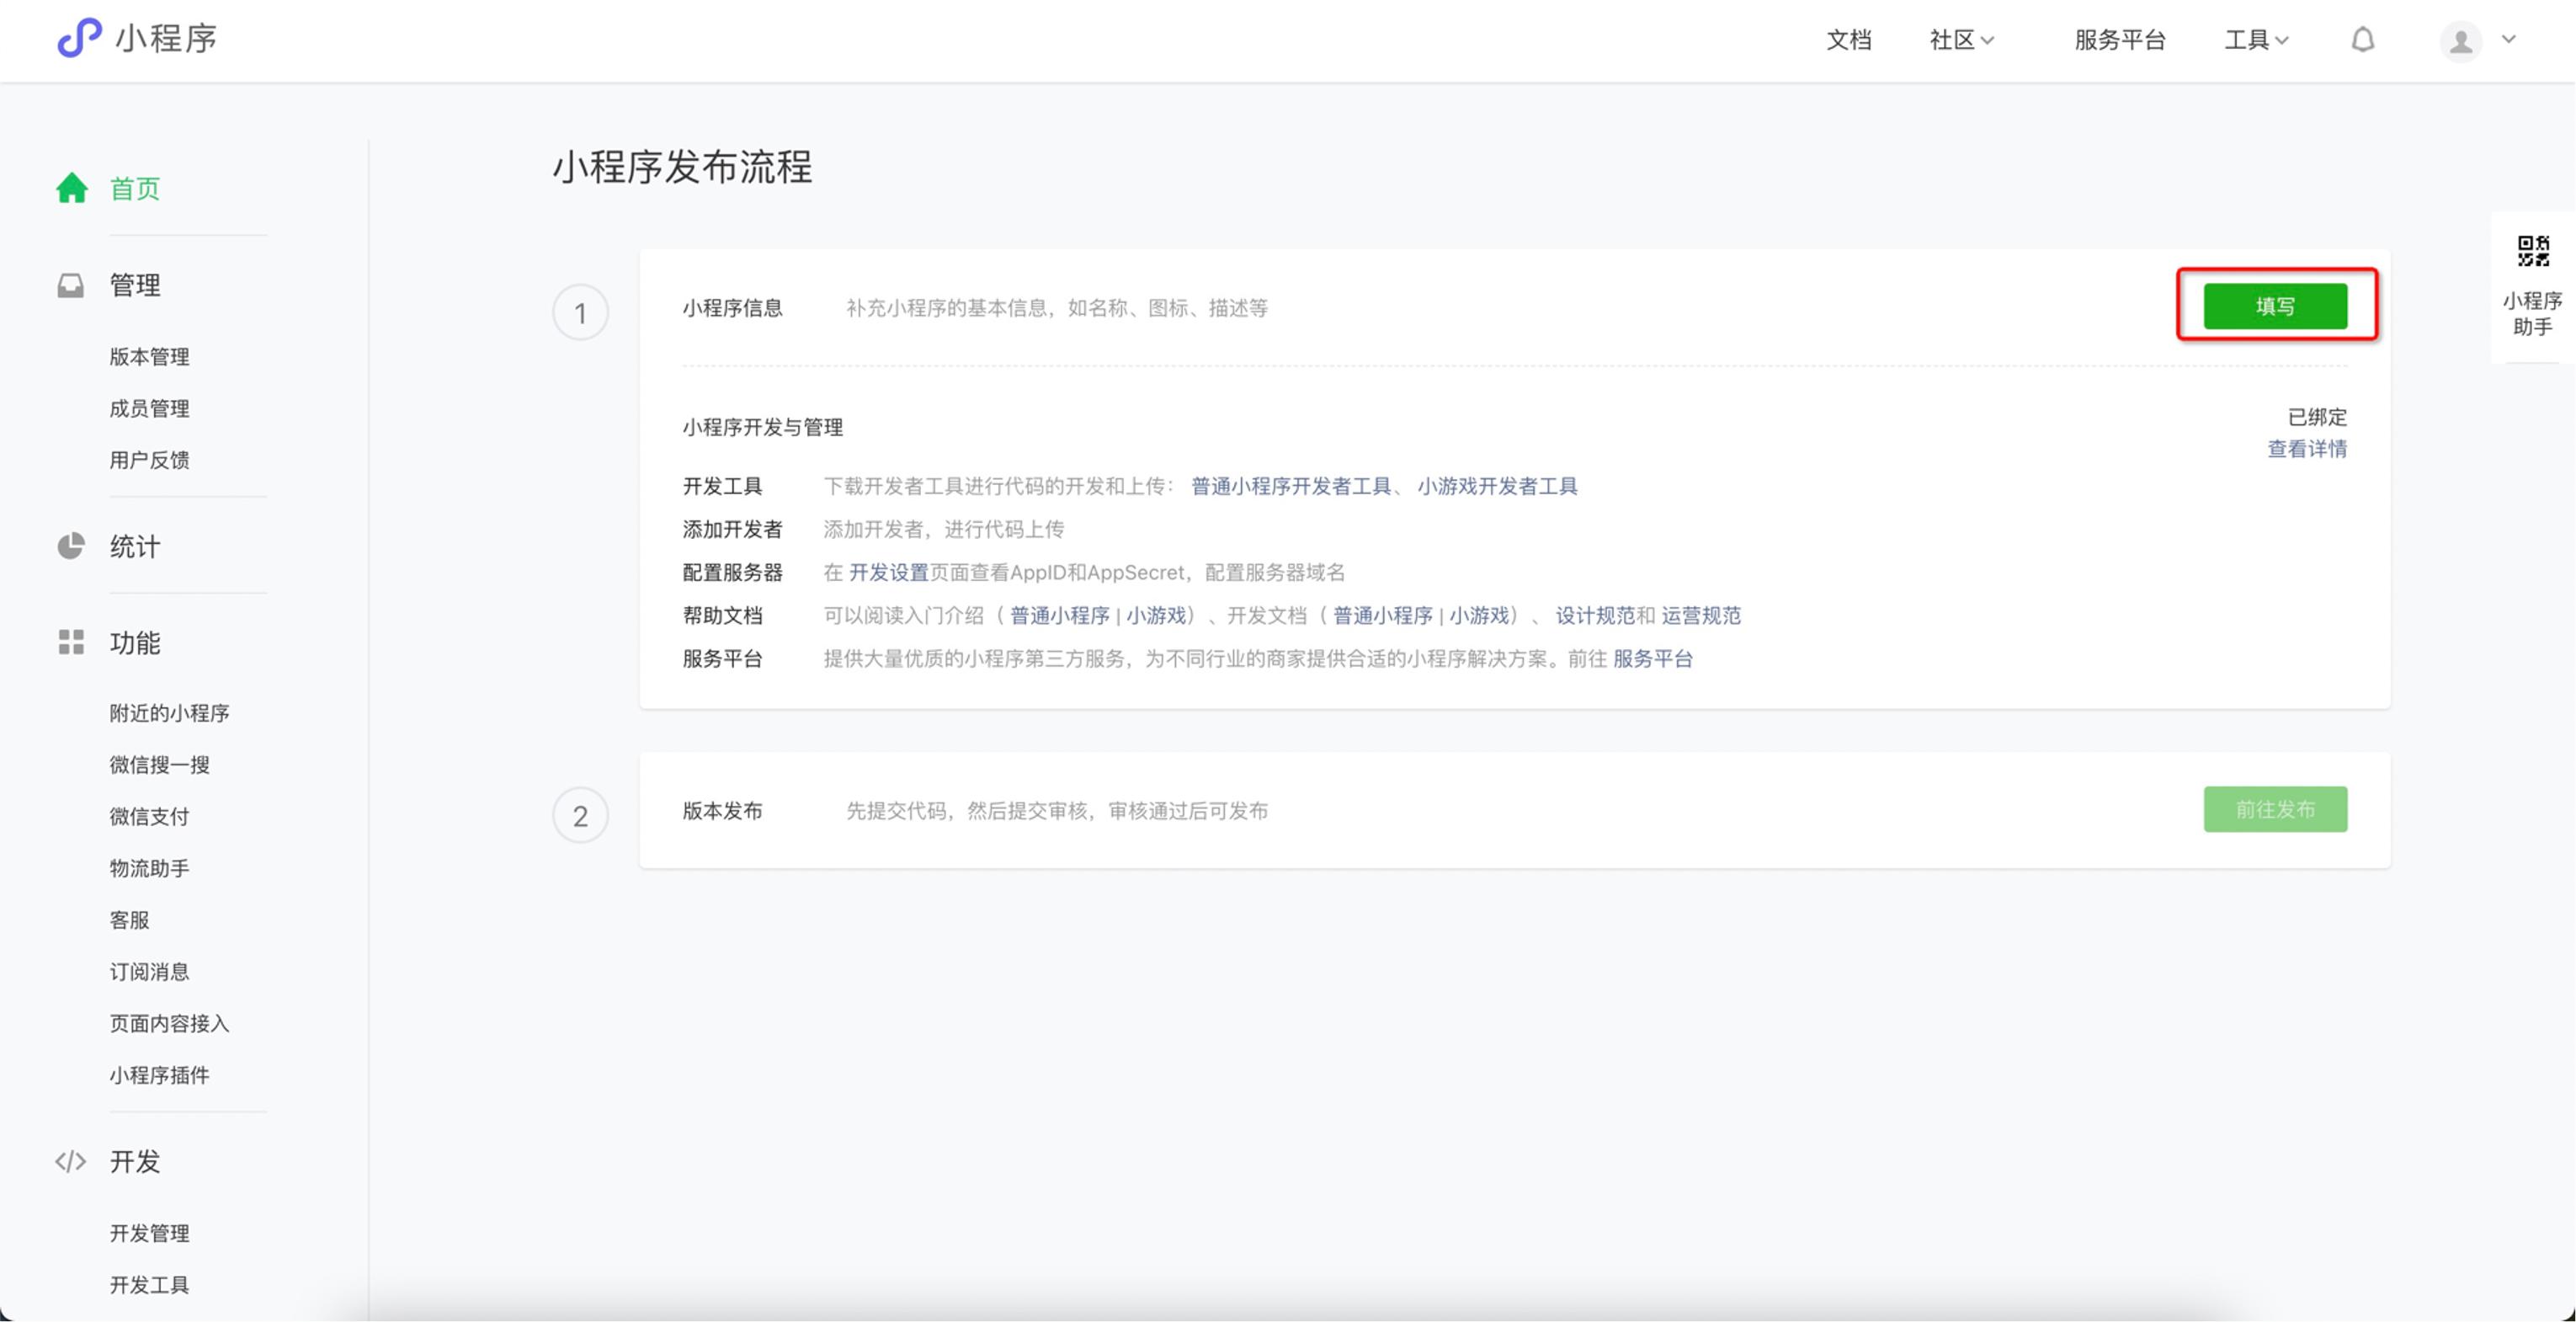 小程序
文档 社区 服务平台 工具
首页
管理
版本管理
成员管理
用户反馈
统计
功能
附近的小程序
微信搜一搜
微信支付
物流助手
客服
订阅消息
页面内容接入
小程序插件
开发
开发管理
开发工具
小程序发布流程
1
小程序信息 补充小程序的基本信息，如名称、图标、描述等 填写
小程序开发与管理 已绑定
查看详情
开发工具 下载开发者工具进行代码的开发和上传： 普通小程序开发者工具、 小游戏开发者工具
添加开发者 添加开发者，进行代码上传
配置服务器 在 开发设置页面查看AppID和AppSecret，配置服务器域名
帮助文档 可以阅读入门介绍（ 普通小程序 | 小游戏）、开发文档（ 普通小程序 | 小游戏）、 设计规范和 运营规范
服务平台 提供大量优质的小程序第三方服务，为不同行业的商家提供合适的小程序解决方案。前往 服务平台
2
版本发布 先提交代码，然后提交审核，审核通过后可发布 前往发布
小程序
助手